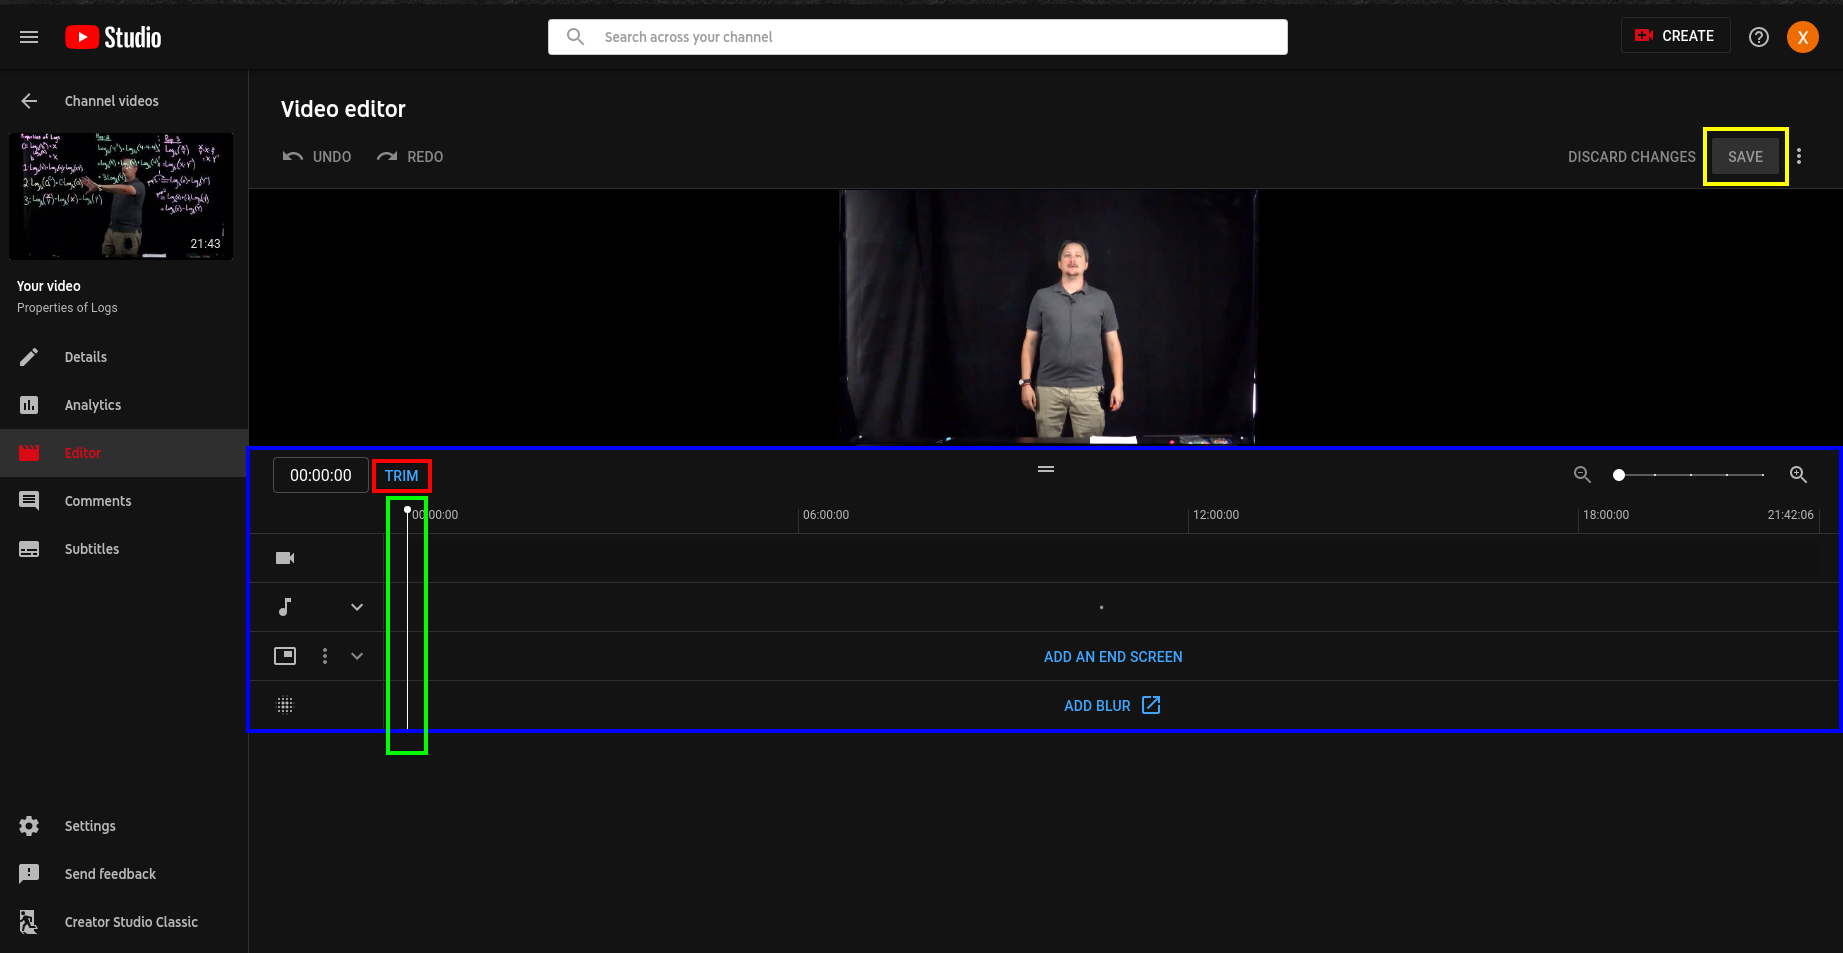 Studio
Search across your channel
CREATE
X
Channel videos
Properties of Logs
21:43
Your video
Properties of Logs
Details
Analytics
Editor
Comments
Subtitles
Settings
Send feedback
Creator Studio Classic
Video editor
UNDO
REDO
DISCARD CHANGES
SAVE
00:00:00
TRIM
00:00:00
06:00:00
12:00:00
18:00:00
21:42:06
ADD AN END SCREEN
ADD BLUR